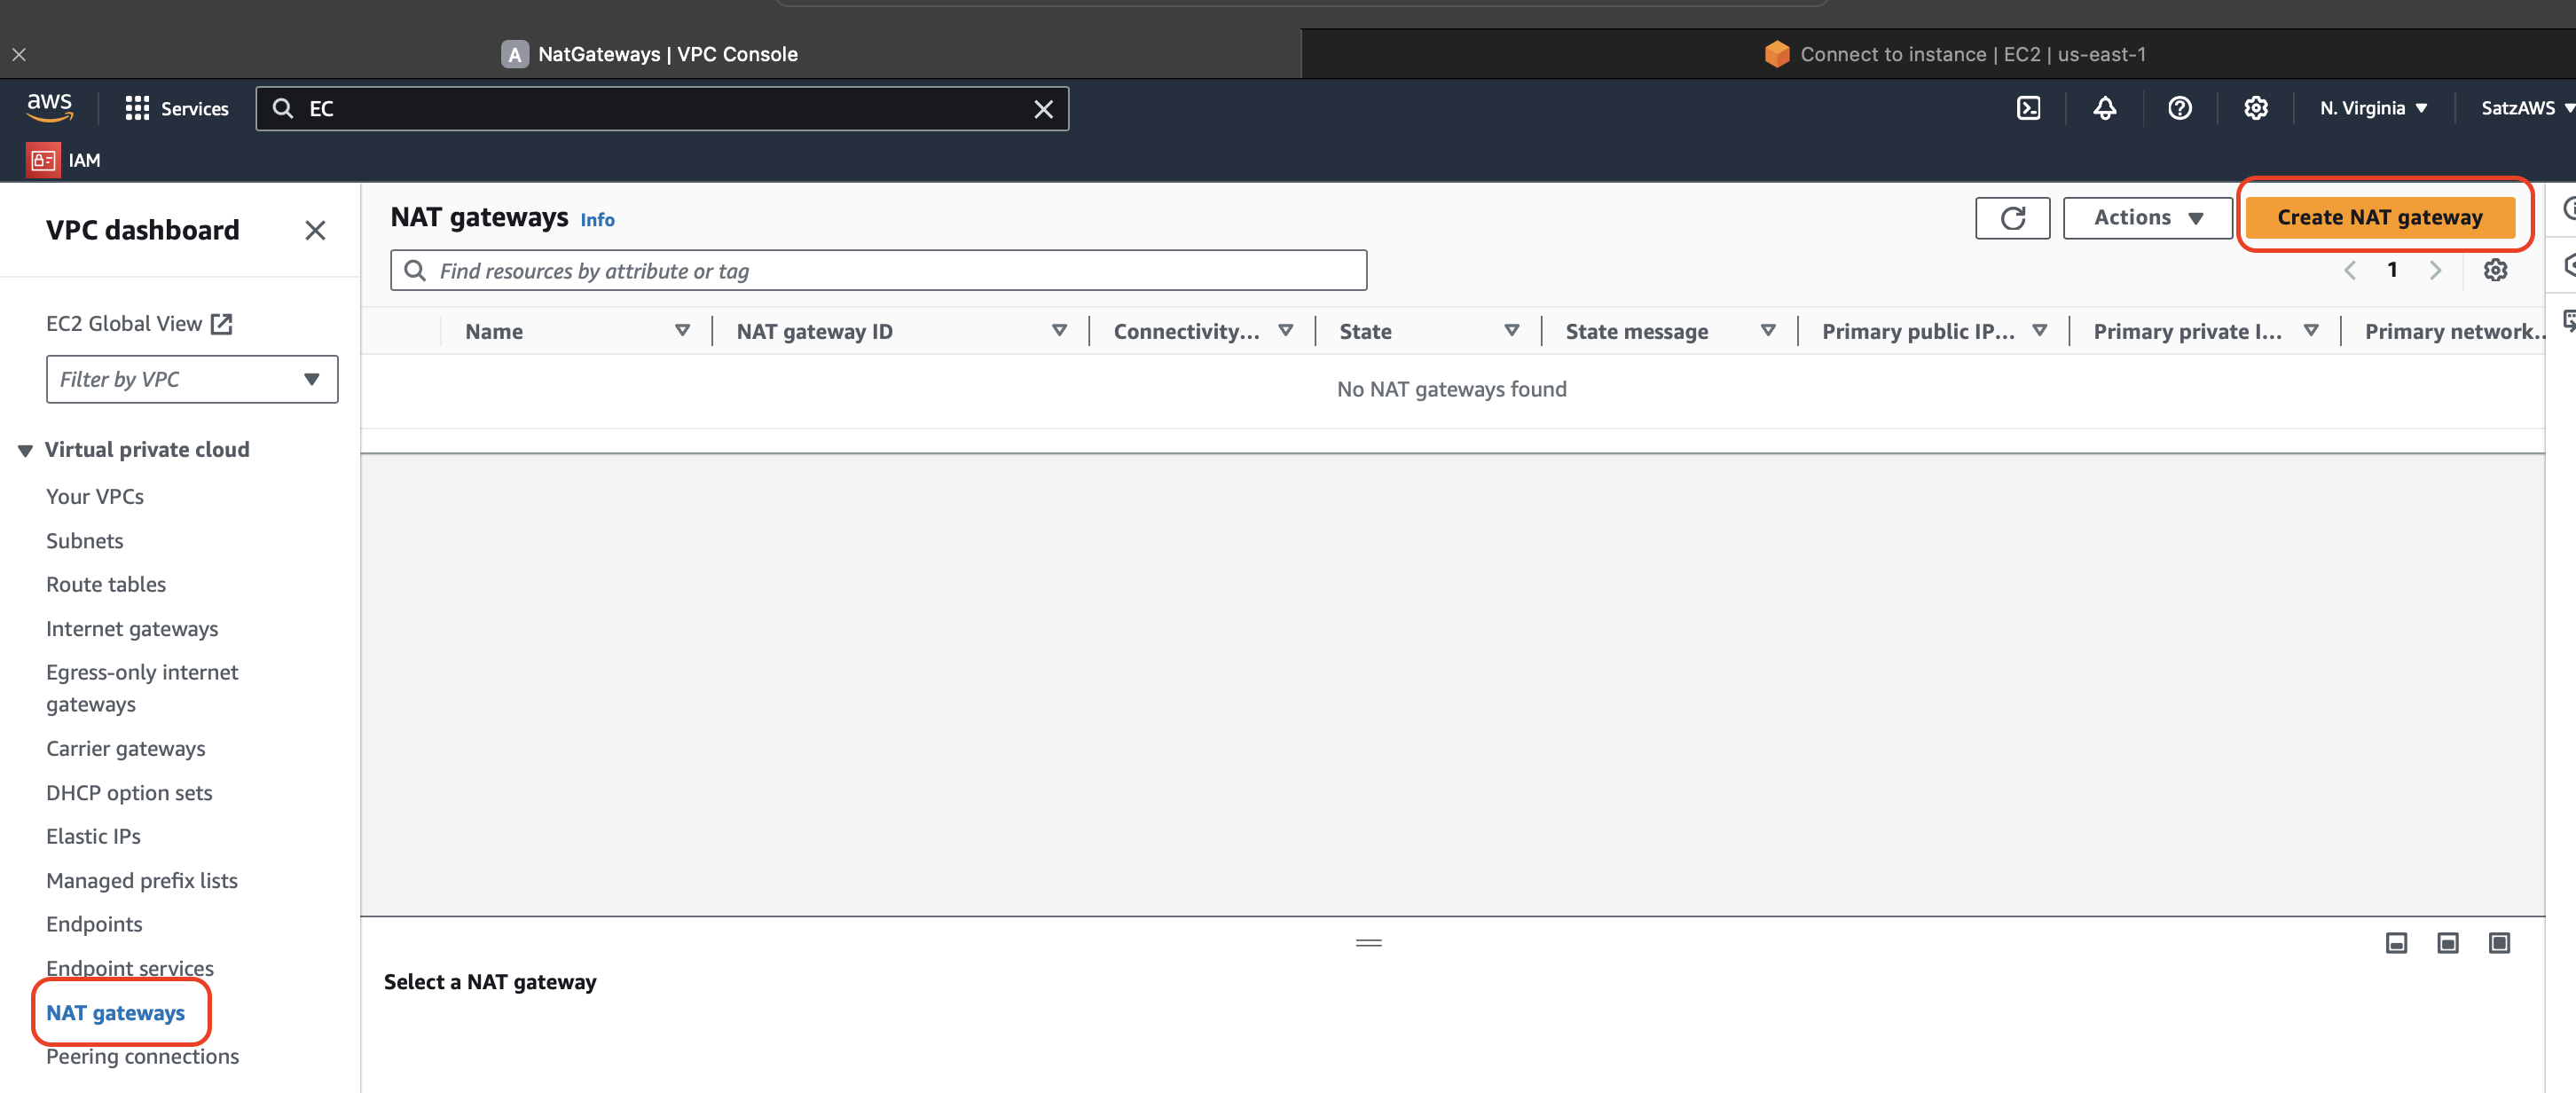 A NatGateways | VPC Console
Connect to instance | EC2 | us-east-1
aws Services EC N. Virginia SatzAWS
IAM
VPC dashboard
EC2 Global View
Filter by VPC
Virtual private cloud
Your VPCs
Subnets
Route tables
Internet gateways
Egress-only internet
gateways
Carrier gateways
DHCP option sets
Elastic IPs
Managed prefix lists
Endpoints
Endpoint services
NAT gateways
Peering connections
NAT gateways Info
Actions Create NAT gateway
Find resources by attribute or tag
1
Name NAT gateway ID Connectivity... State State message Primary public IP... Primary private I... Primary network...
No NAT gateways found
Select a NAT gateway